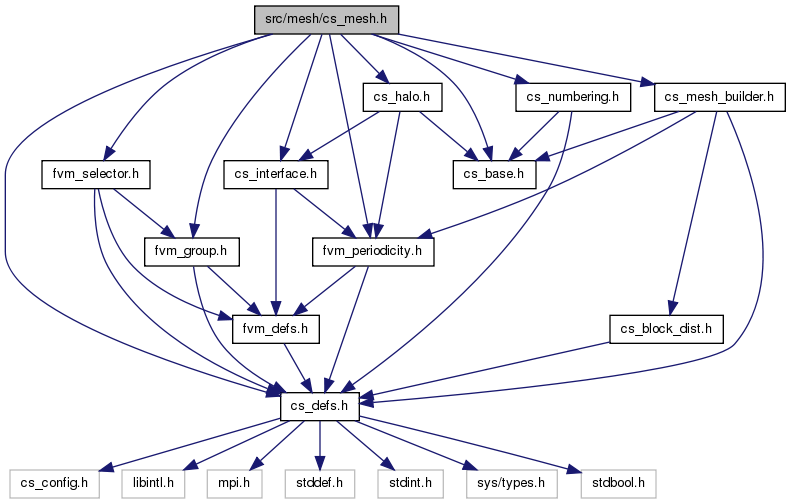 src/mesh/cs_mesh.h
cs_halo.h
cs_numbering.h
cs_mesh_builder.h
fvm_selector.h
cs_interface.h
cs_base.h
fvm_group.h
fvm_periodicity.h
fvm_defs.h
cs_block_dist.h
cs_defs.h
cs_config.h
libintl.h
mpi.h
stddef.h
stdint.h
sys/types.h
stdbool.h